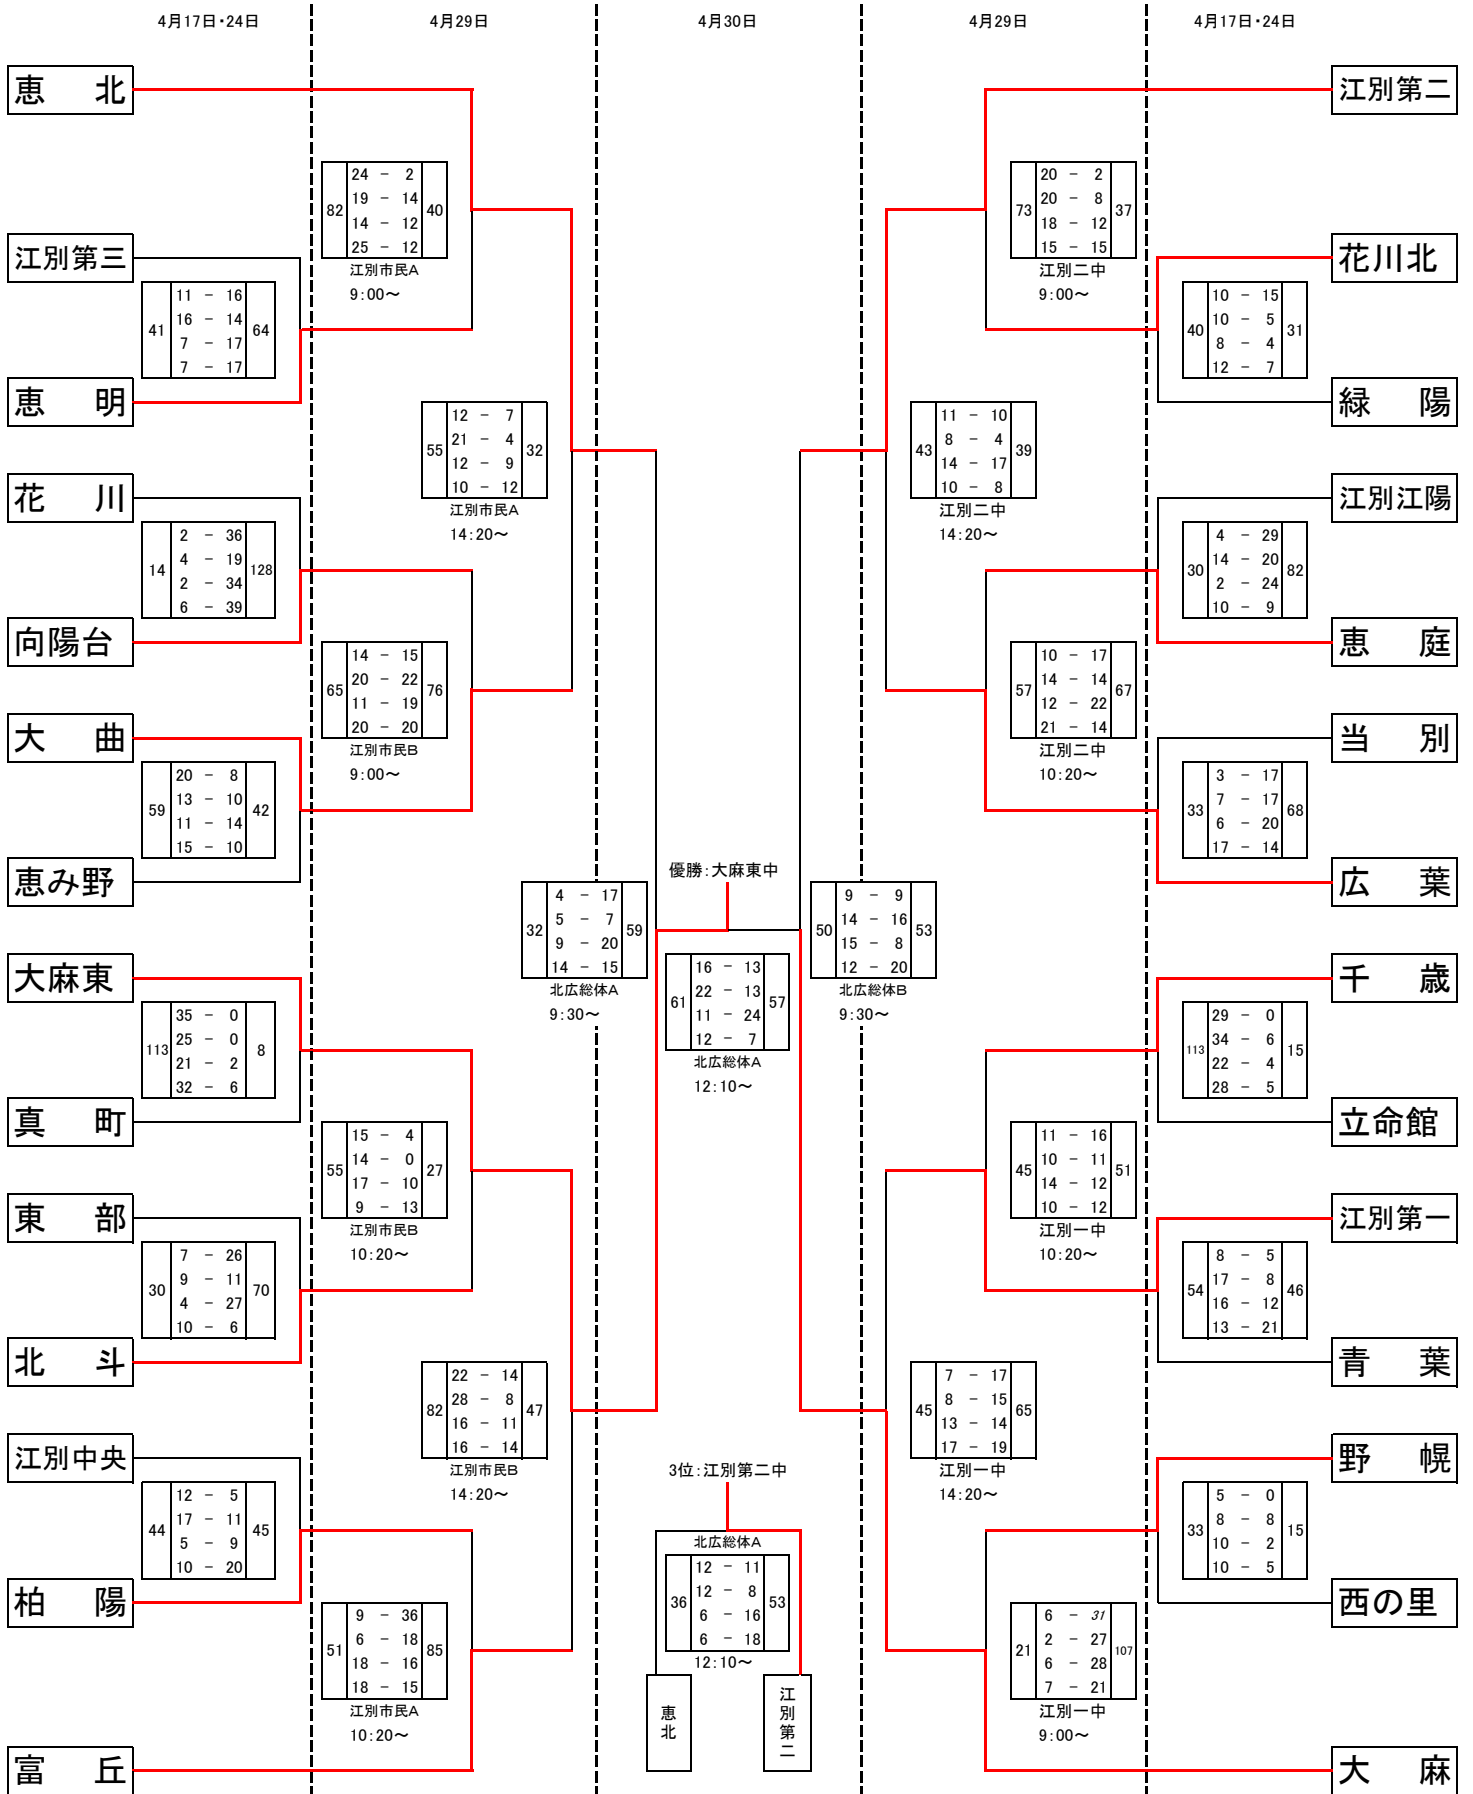 4月17日・24日 4月29日 4月30日 4月29日 4月17日・24日
恵 北
江別第三
41 64
11 - 16
16 - 14
7 - 17
7 - 17
恵 明
花 川
14 128
2 - 36
4 - 19
2 - 34
6 - 39
向陽台
大 曲
59 42
20 - 8
13 - 10
11 - 14
15 - 10
恵み野
大麻東
113 8
35 - 0
25 - 0
21 - 2
32 - 6
真 町
東 部
30 70
7 - 26
9 - 11
4 - 27
10 - 6
北 斗
江別中央
44 45
12 - 5
17 - 11
5 - 9
10 - 20
柏 陽
富 丘
82 40
24 - 2
19 - 14
14 - 12
25 - 12
江別市民A
9:00～
65 76
14 - 15
20 - 22
11 - 19
20 - 20
江別市民B
9:00～
55 27
15 - 4
14 - 0
17 - 10
9 - 13
江別市民B
10:20～
51 85
9 - 36
6 - 18
18 - 16
18 - 15
江別市民A
10:20～
55 32
12 - 7
21 - 4
12 - 9
10 - 12
江別市民A
14:20～
82 47
22 - 14
28 - 8
16 - 11
16 - 14
江別市民B
14:20～
32 59
4 - 17
5 - 7
9 - 20
14 - 15
北広総体A
9:30～
優勝:大麻東中
61 57
16 - 13
22 - 13
11 - 24
12 - 7
北広総体A
12:10～
3位:江別第二中
北広総体A
36 53
12 - 11
12 - 8
6 - 16
6 - 18
12:10～
恵北
江別第二
50 53
9 - 9
14 - 16
15 - 8
12 - 20
北広総体B
9:30～
43 39
11 - 10
8 - 4
14 - 17
10 - 8
江別二中
14:20～
45 65
7 - 17
8 - 15
13 - 14
17 - 19
江別一中
14:20～
73 37
20 - 2
20 - 8
18 - 12
15 - 15
江別二中
9:00～
57 67
10 - 17
14 - 14
12 - 22
21 - 14
江別二中
10:20～
45 51
11 - 16
10 - 11
14 - 12
10 - 12
江別一中
10:20～
21 107
6 - 31
2 - 27
6 - 28
7 - 21
江別一中
9:00～
江別第二
花川北
40 31
10 - 15
10 - 5
8 - 4
12 - 7
緑 陽
江別江陽
30 82
4 - 29
14 - 20
2 - 24
10 - 9
恵 庭
当 別
33 68
3 - 17
7 - 17
6 - 20
17 - 14
広 葉
千 歳
113 15
29 - 0
34 - 6
22 - 4
28 - 5
立命館
江別第一
54 46
8 - 5
17 - 8
16 - 12
13 - 21
青 葉
野 幌
33 15
5 - 0
8 - 8
10 - 2
10 - 5
西の里
大 麻